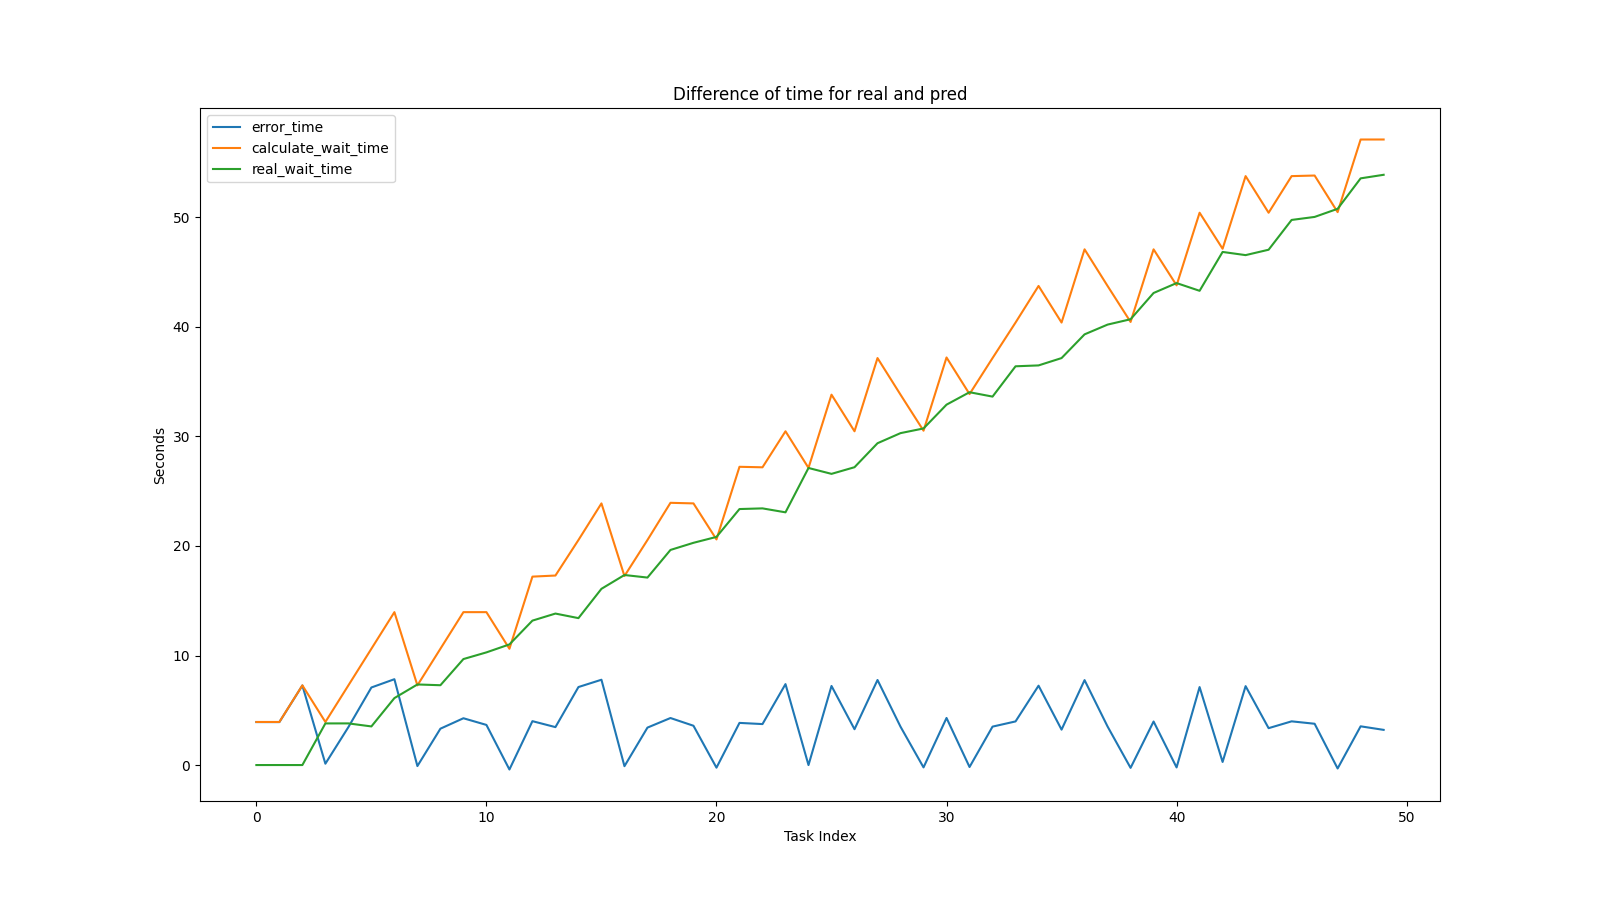 Difference of time for real and pred
error_time
calculate_wait_time
real_wait_time
50
40
30
20
10
0
Seconds
0 10 20 30 40 50
Task Index